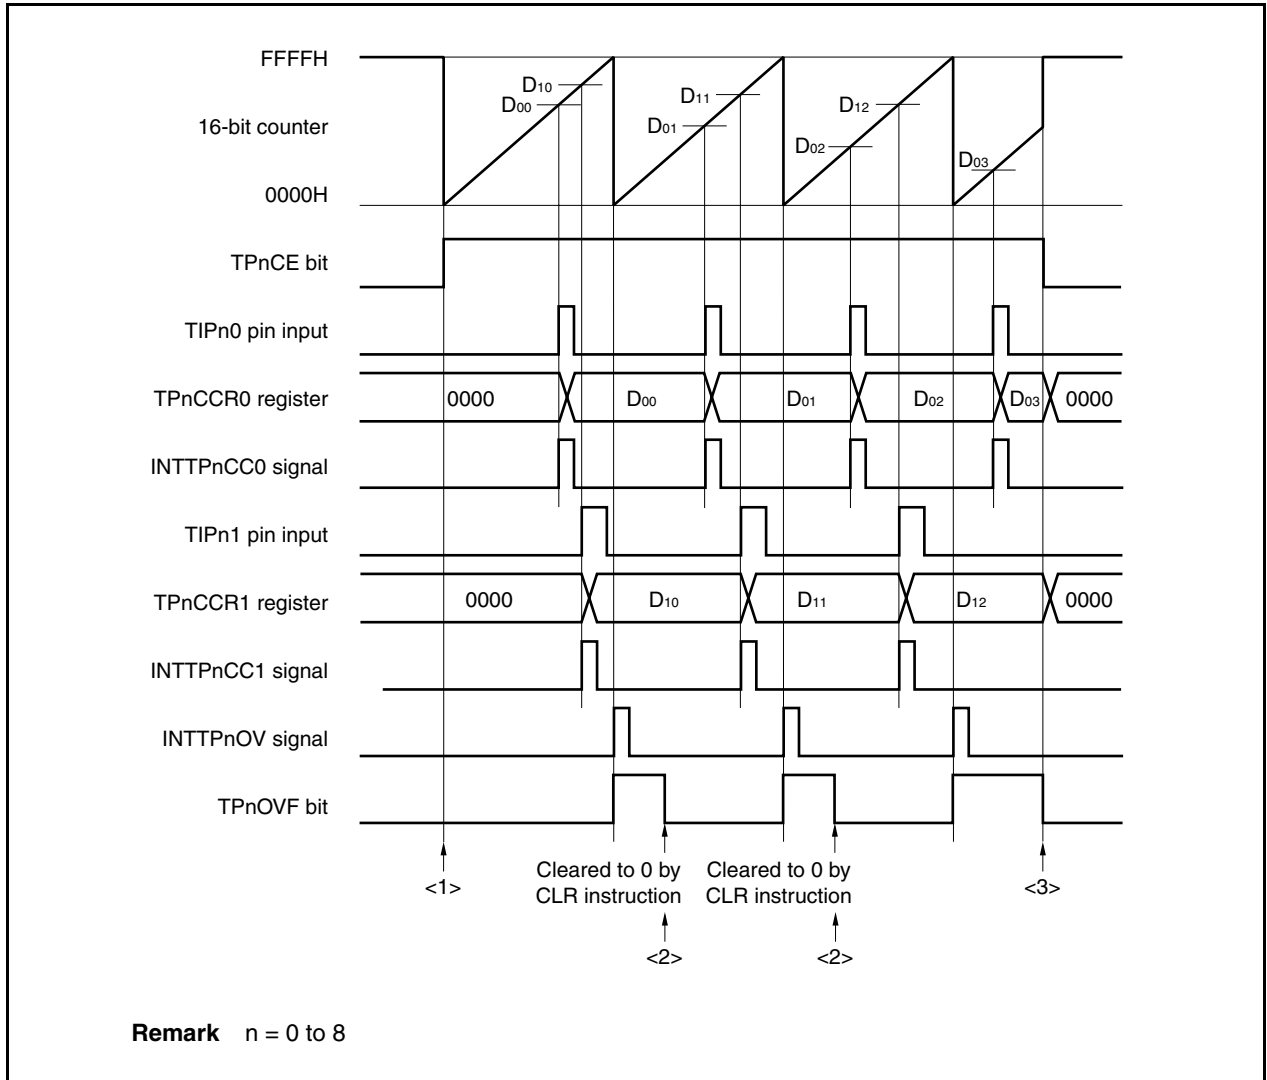 FFFFH
D10
D00
D11
D01
D12
D02
D03
16-bit counter
0000H
TPnCE bit
TIPn0 pin input
TPnCCR0 register
0000
D00
D01
D02
D03
0000
INTTPnCC0 signal
TIPn1 pin input
TPnCCR1 register
0000
D10
D11
D12
0000
INTTPnCC1 signal
INTTPnOV signal
TPnOVF bit
<1>
Cleared to 0 by
CLR instruction
<2>
Cleared to 0 by
CLR instruction
<2>
<3>
Remark n = 0 to 8